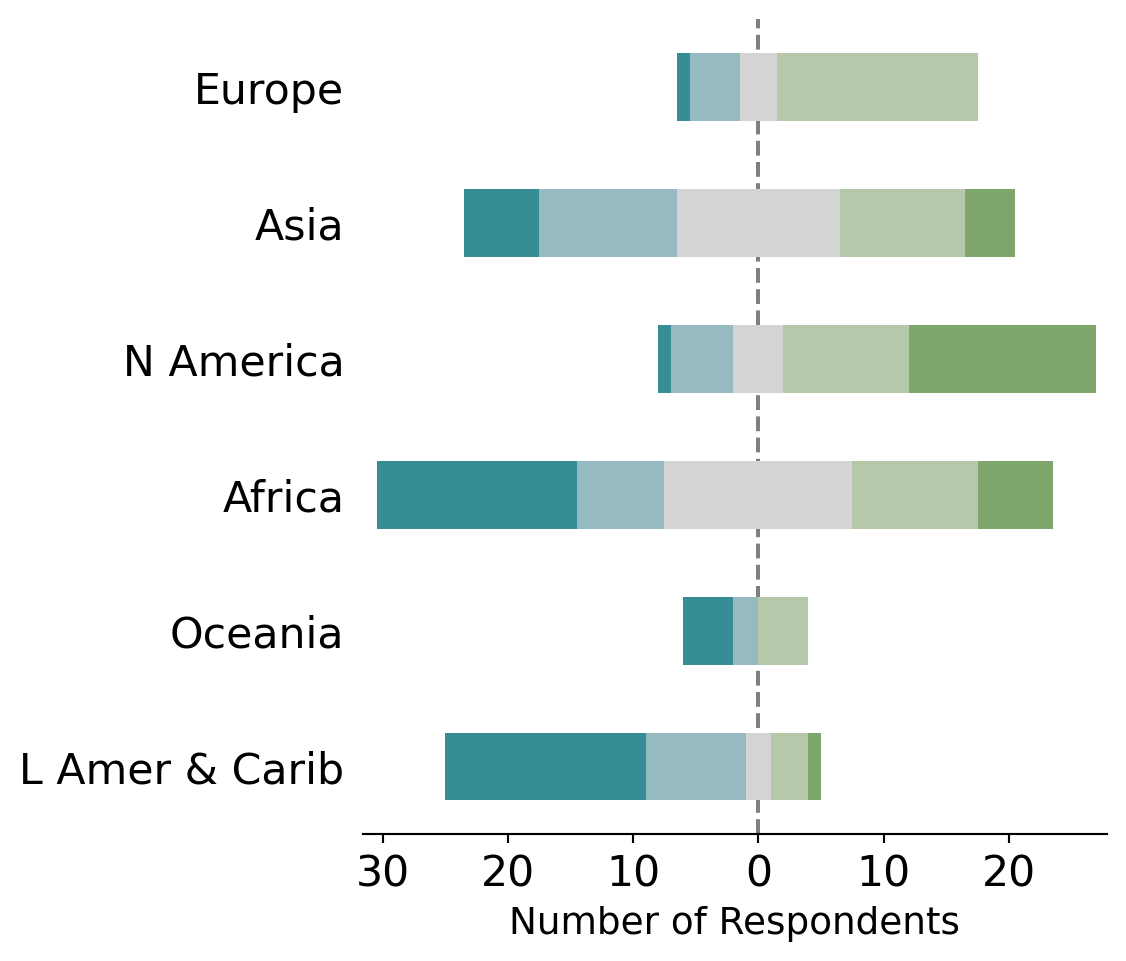 Europe
Asia
N America
Africa
Oceania
L Amer & Carib
30 20 10 0 10 20
Number of Respondents